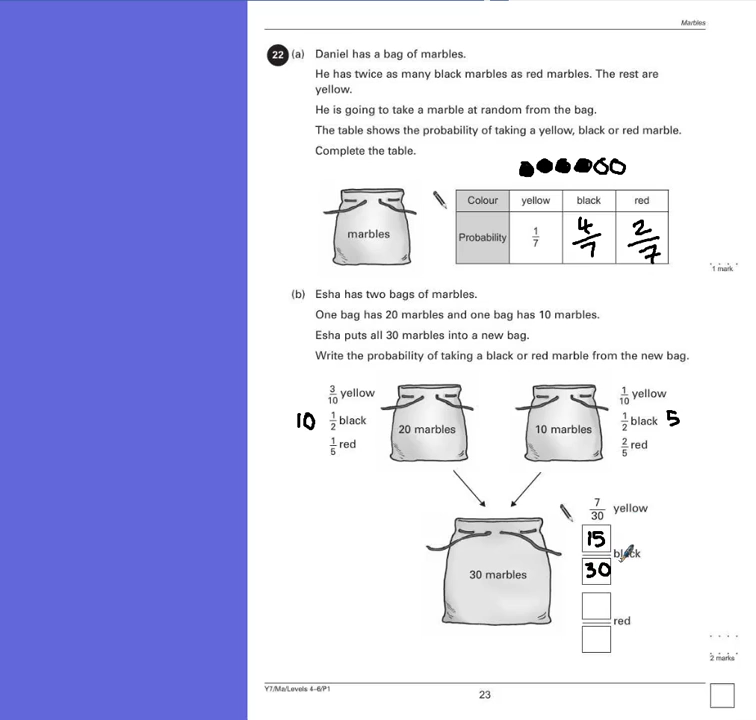 Marbles
22 (a) Daniel has a bag of marbles.
He has twice as many black marbles as red marbles. The rest are
yellow.
He is going to take a marble at random from the bag.
The table shows the probability of taking a yellow, black or red marble.
Complete the table.
marbles
Colour yellow black red
Probability 1/7 4/7 2/7
1 mark
(b) Esha has two bags of marbles.
One bag has 20 marbles and one bag has 10 marbles.
Esha puts all 30 marbles into a new bag.
Write the probability of taking a black or red marble from the new bag.
3/10 yellow
10 1/2 black
1/5 red
20 marbles
10 marbles
1/10 yellow
1/2 black 5
2/5 red
30 marbles
7/30 yellow
15/30 black
red
2 marks
Y7/Ma/Levels 4–6/P1
23